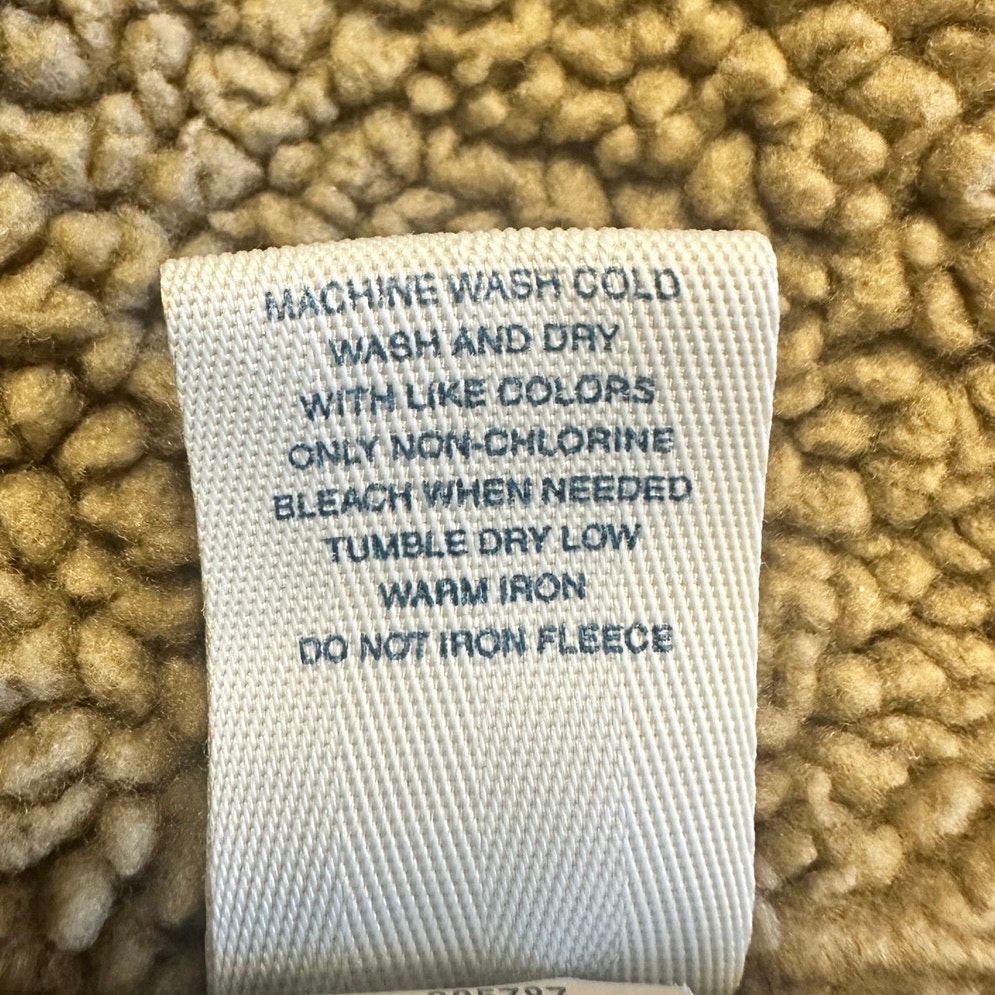 MACHINE WASH COLD
WASH AND DRY
WITH LIKE COLORS
ONLY NON-CHLORINE
BLEACH WHEN NEEDED
TUMBLE DRY LOW
WARM IRON
DO NOT IRON FLEECE